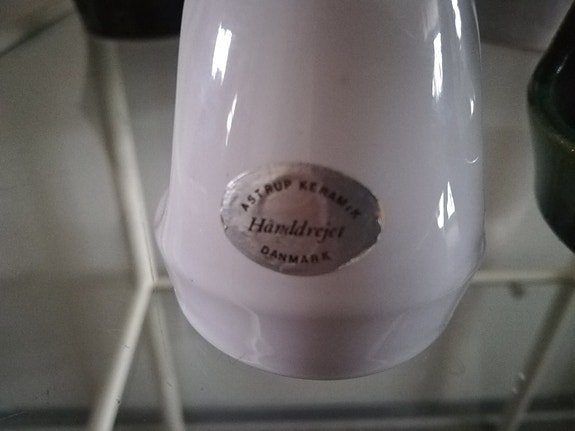 ASTRUP KERAMIK
Hånddrejet
DANMARK